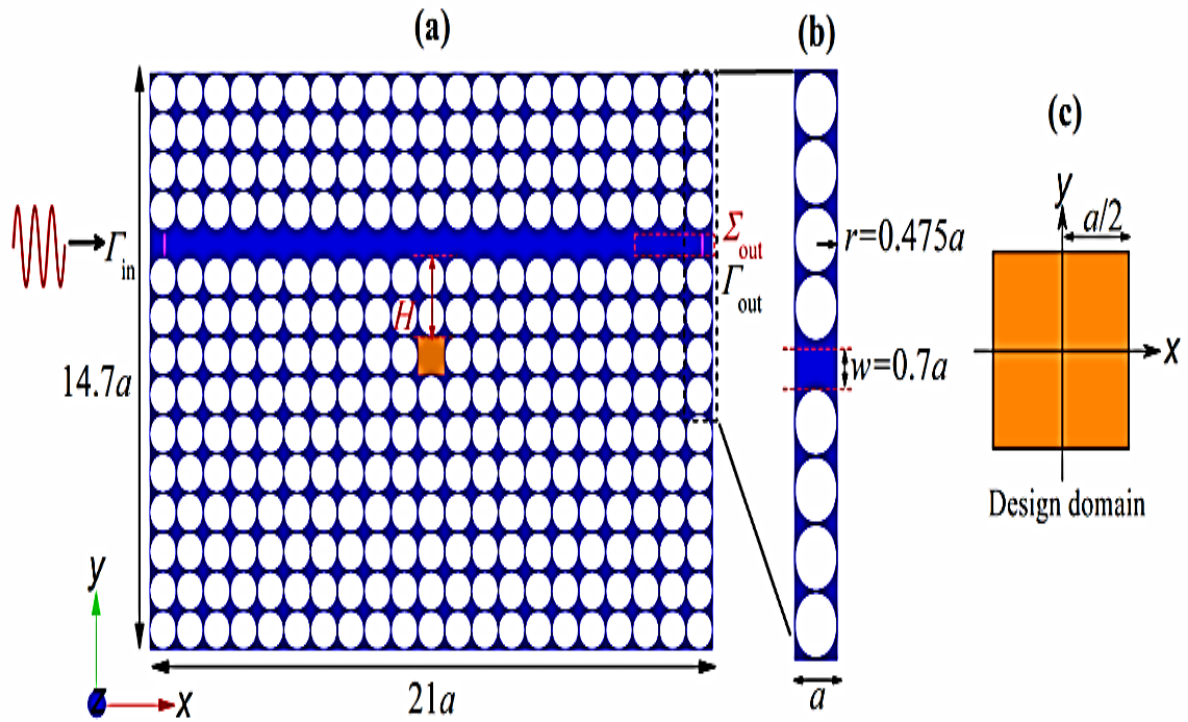 (a)
(b)
(c)
Γin
Σout
Γout
H
r=0.475a
w=0.7a
14.7a
21a
a
y
x
z
y
a/2
x
Design domain